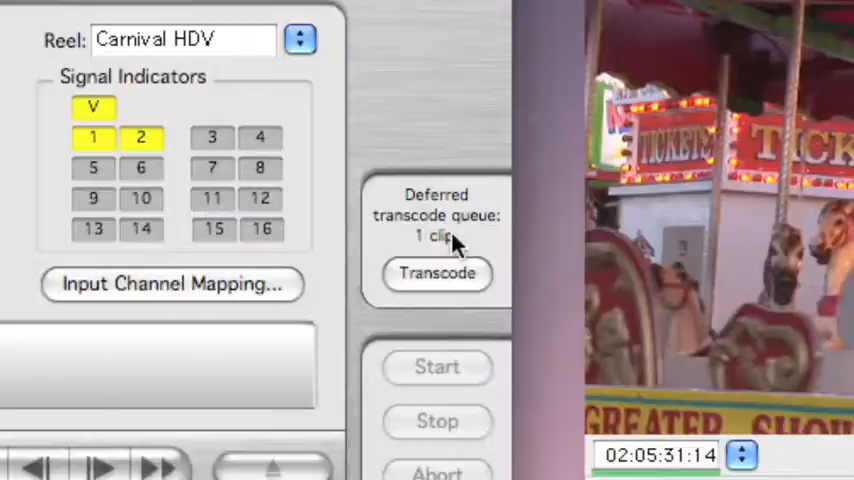 Reel: Carnival HDV
Signal Indicators
V
1 2 3 4
5 6 7 8
9 10 11 12
13 14 15 16
Input Channel Mapping...
Deferred
transcode queue:
1 clip
Transcode
Start
Stop
Abort
TICKETS
TICK
GREATER SHOW
02:05:31:14